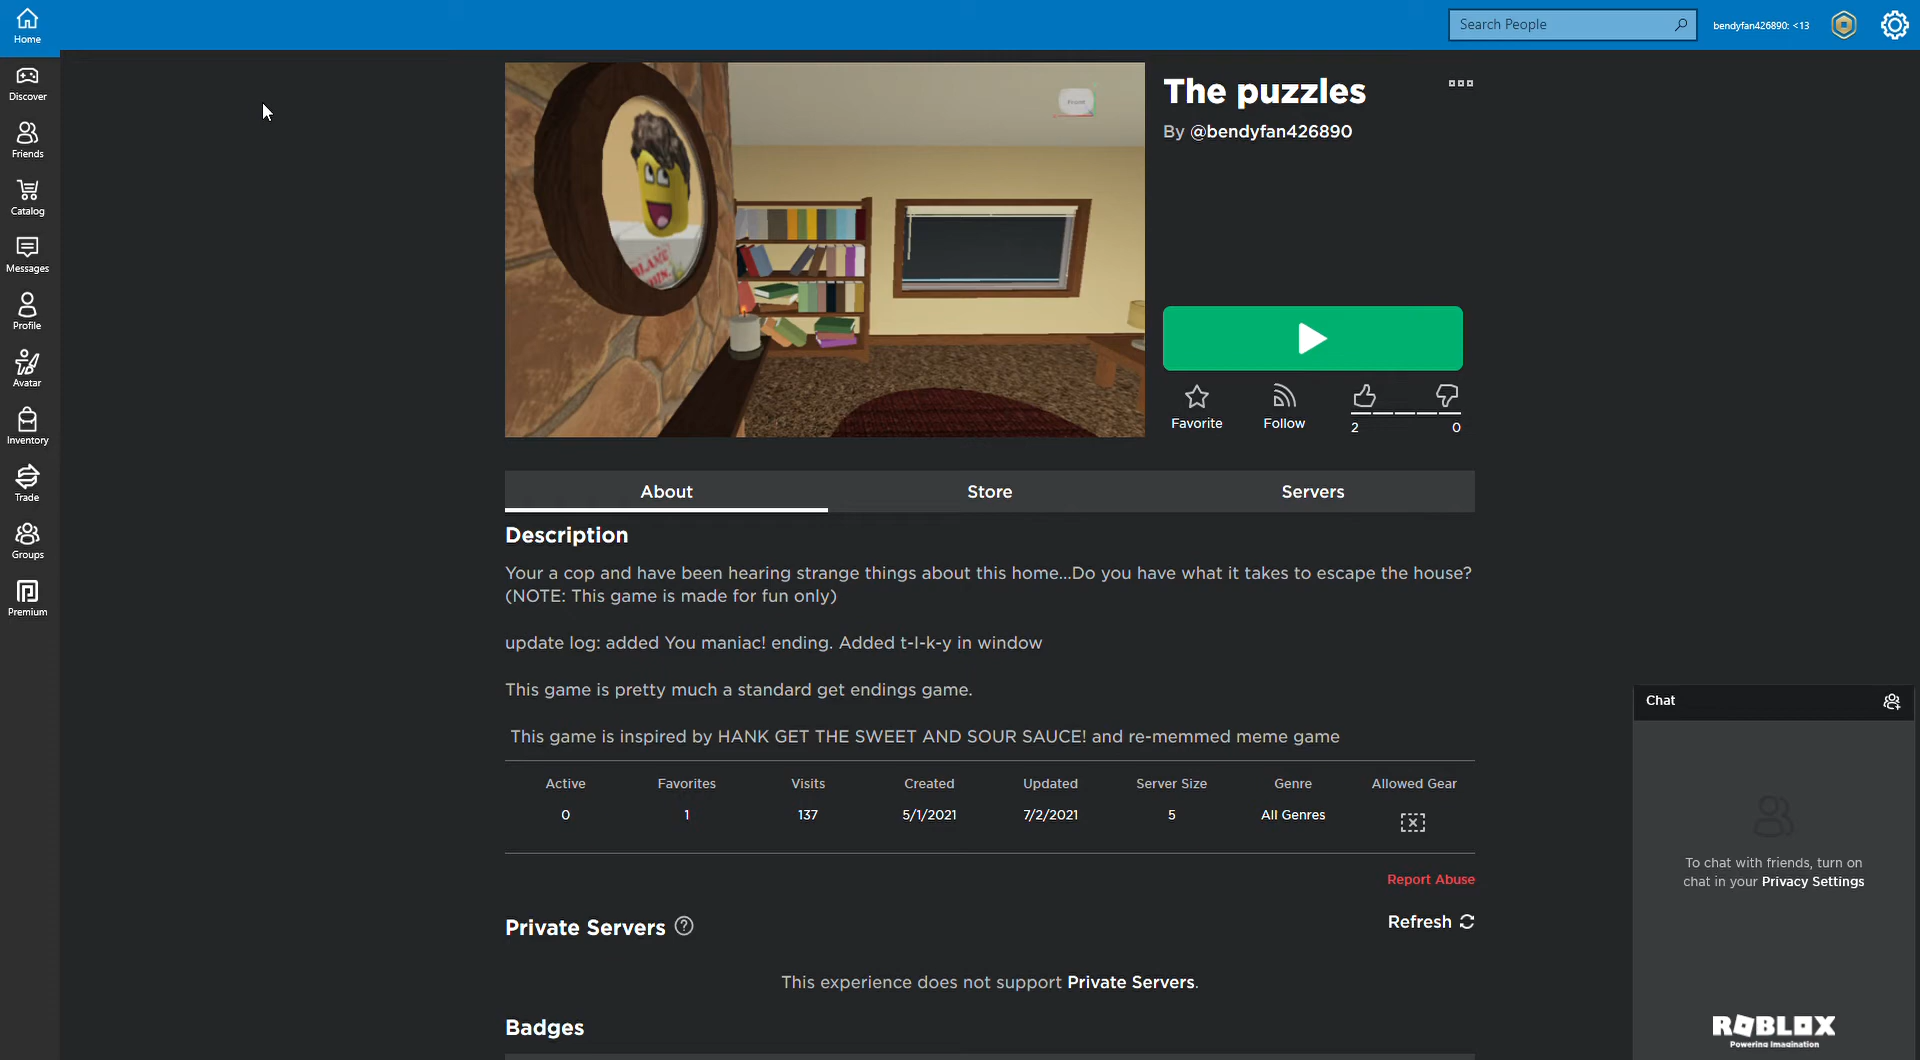 Home
Search People
bendyfan426890: <13
Discover
Friends
Catalog
Messages
Profile
Avatar
Inventory
Trade
Groups
Premium
The puzzles
By @bendyfan426890
Favorite
Follow
2
0
About
Store
Servers
Description
Your a cop and have been hearing strange things about this home...Do you have what it takes to escape the house?
(NOTE: This game is made for fun only)
update log: added You maniac! ending. Added t-l-k-y in window
This game is pretty much a standard get endings game.
This game is inspired by HANK GET THE SWEET AND SOUR SAUCE! and re-memmed meme game
Active
Favorites
Visits
Created
Updated
Server Size
Genre
Allowed Gear
0
1
137
5/1/2021
7/2/2021
5
All Genres
Report Abuse
Private Servers
Refresh
This experience does not support Private Servers.
Badges
Chat
To chat with friends, turn on
chat in your Privacy Settings
ROBLOX
Powering Imagination